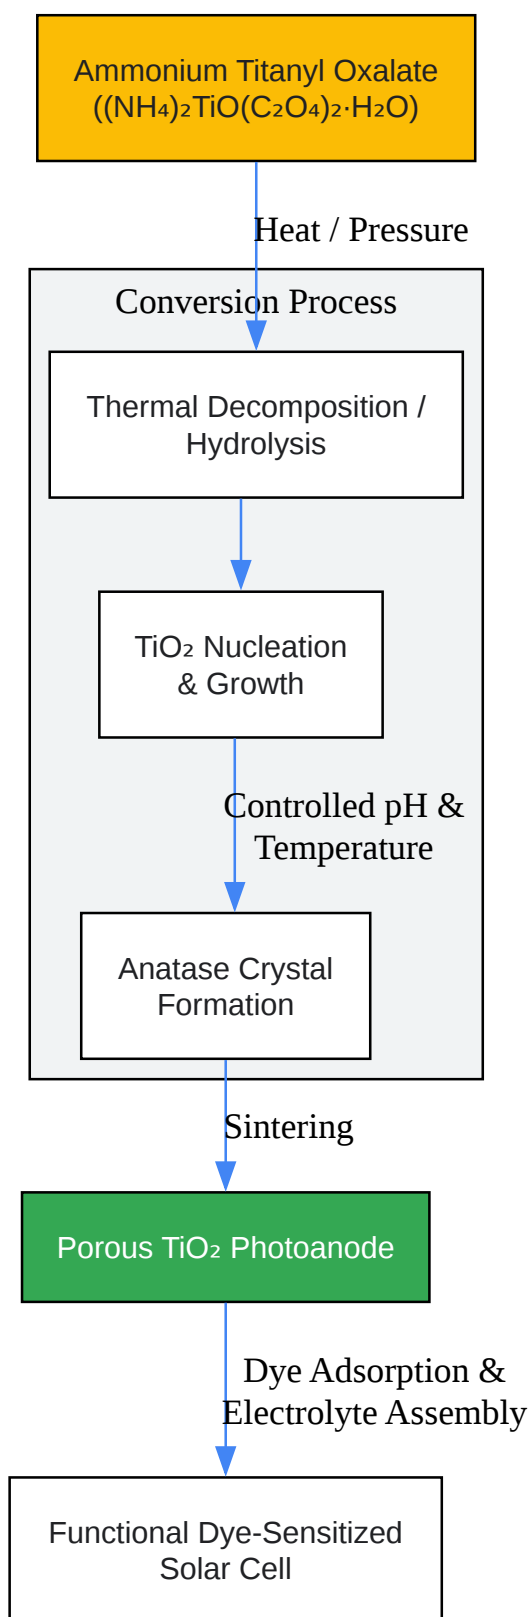 Ammonium Titanyl Oxalate
((NH₄)₂TiO(C₂O₄)₂·H₂O)
Heat / Pressure
Conversion Process
Thermal Decomposition /
Hydrolysis
TiO₂ Nucleation
& Growth
Controlled pH &
Temperature
Anatase Crystal
Formation
Sintering
Porous TiO₂ Photoanode
Dye Adsorption &
Electrolyte Assembly
Functional Dye-Sensitized
Solar Cell